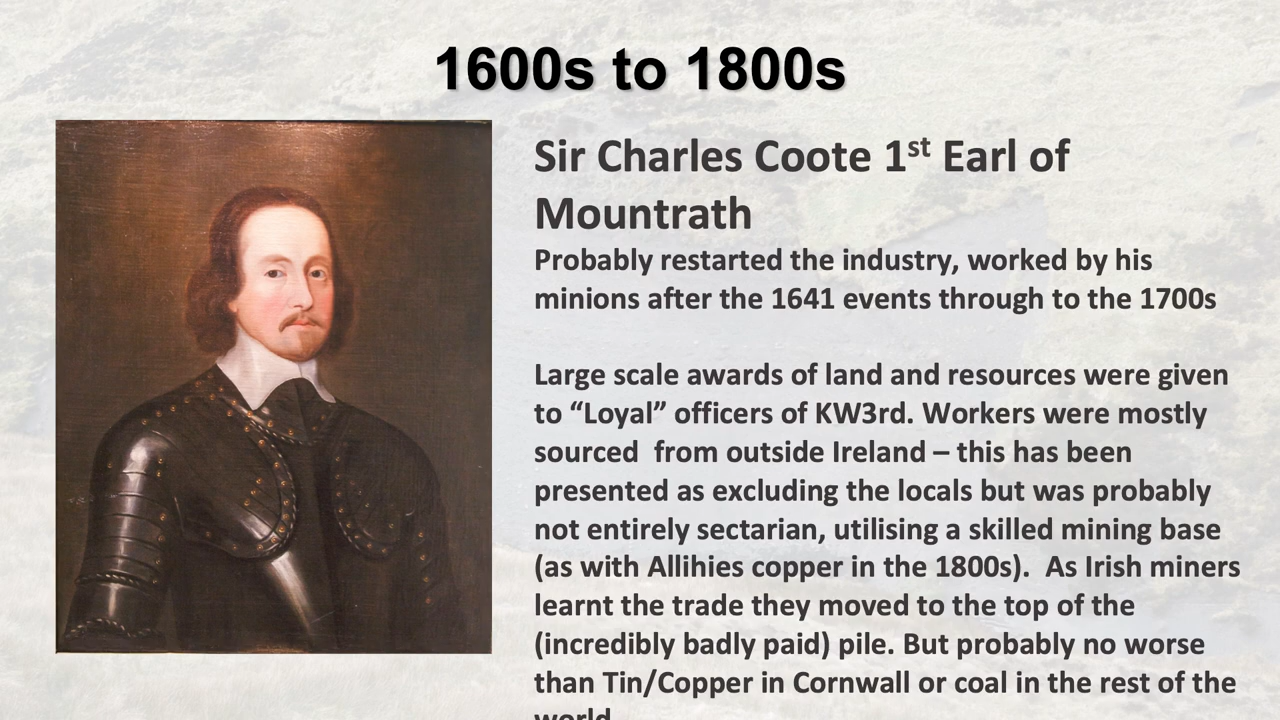 1600s to 1800s
Sir Charles Coote 1st Earl of
Mountrath
Probably restarted the industry, worked by his
minions after the 1641 events through to the 1700s
Large scale awards of land and resources were given
to “Loyal” officers of KW3rd. Workers were mostly
sourced  from outside Ireland – this has been
presented as excluding the locals but was probably
not entirely sectarian, utilising a skilled mining base
(as with Allihies copper in the 1800s).  As Irish miners
learnt the trade they moved to the top of the
(incredibly badly paid) pile. But probably no worse
than Tin/Copper in Cornwall or coal in the rest of the
world